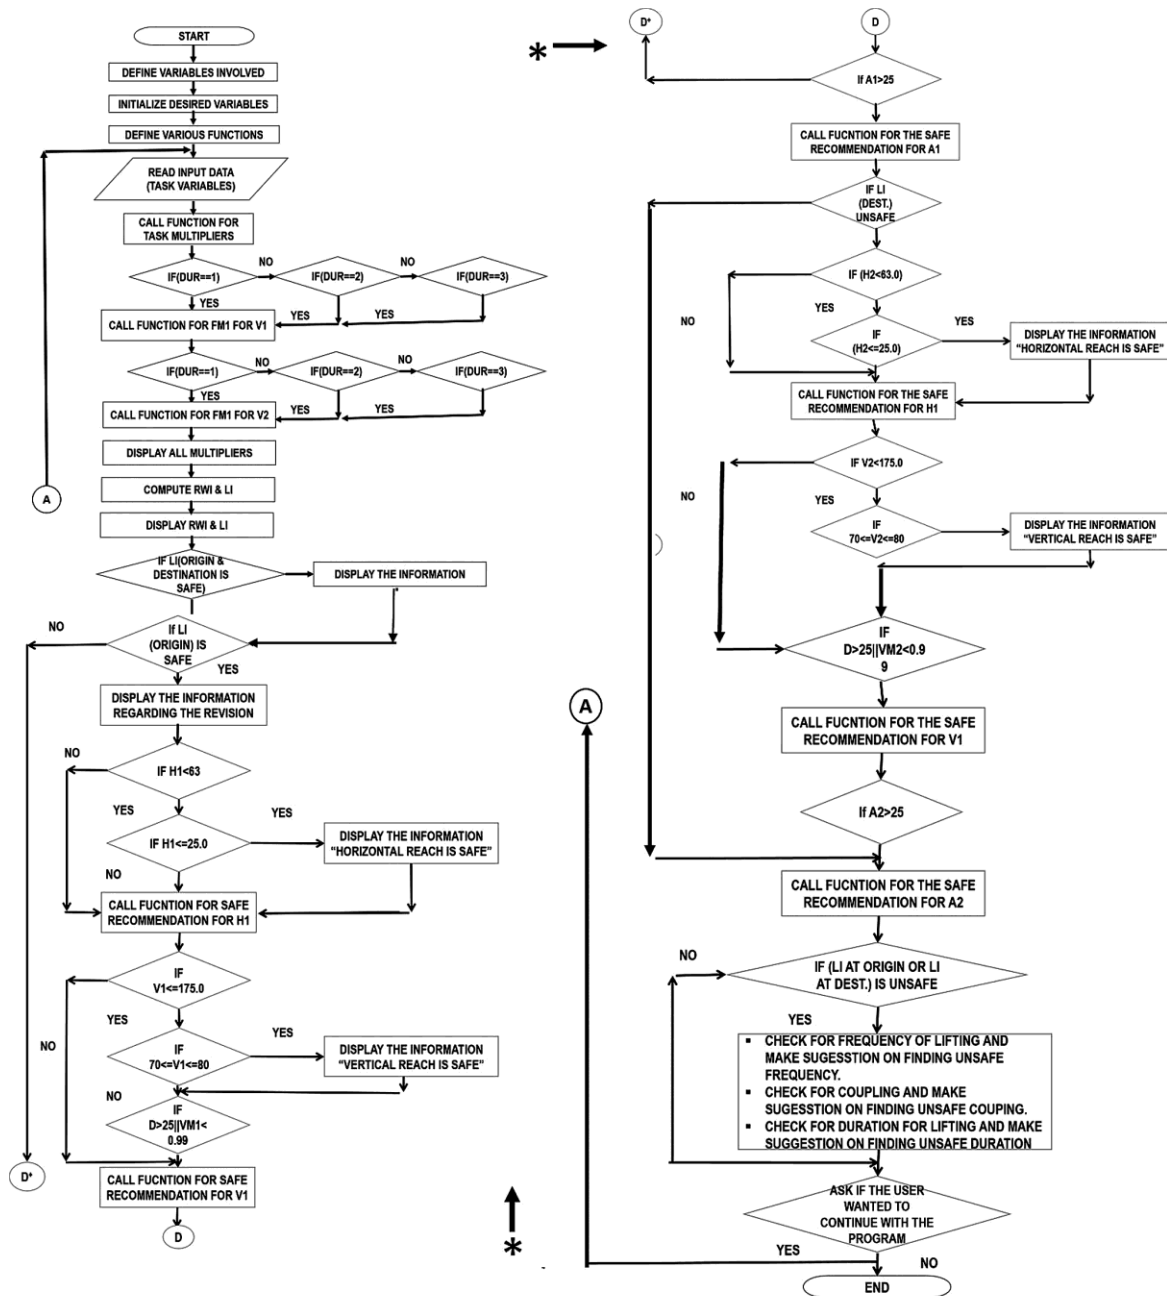 START
DEFINE VARIABLES INVOLVED
INITIALIZE DESIRED VARIABLES
DEFINE VARIOUS FUNCTIONS
READ INPUT DATA
(TASK VARIABLES)
CALL FUNCTION FOR
TASK MULTIPLIERS
IF(DUR==1)
NO
IF(DUR==2)
NO
IF(DUR==3)
YES
YES
YES
CALL FUNCTION FOR FM1 FOR V1
IF(DUR==1)
NO
IF(DUR==2)
NO
IF(DUR==3)
YES
YES
YES
CALL FUNCTION FOR FM1 FOR V2
DISPLAY ALL MULTIPLIERS
A
COMPUTE RWI & LI
DISPLAY RWI & LI
IF LI(ORIGIN &
DESTINATION IS
SAFE)
DISPLAY THE INFORMATION
NO
If LI
(ORIGIN) IS
SAFE
YES
DISPLAY THE INFORMATION
REGARDING THE REVISION
NO
IF H1<63
YES
YES
IF H1<=25.0
DISPLAY THE INFORMATION
“HORIZONTAL REACH IS SAFE”
NO
CALL FUCNTION FOR SAFE
RECOMMENDATION FOR H1
IF
V1<=175.0
NO
YES
YES
IF
70<=V1<=80
DISPLAY THE INFORMATION
“VERTICAL REACH IS SAFE”
NO
IF
D>25||VM1<
0.99
D*
CALL FUCNTION FOR SAFE
RECOMMENDATION FOR V1
D
*
*
D*
D
If A1>25
CALL FUCNTION FOR THE SAFE
RECOMMENDATION FOR A1
IF LI
(DEST.)
UNSAFE
IF (H2<63.0)
NO
YES
YES
IF
(H2<=25.0)
DISPLAY THE INFORMATION
“HORIZONTAL REACH IS SAFE”
CALL FUCNTION FOR THE SAFE
RECOMMENDATION FOR H1
IF V2<175.0
NO
YES
IF
70<=V2<=80
DISPLAY THE INFORMATION
“VERTICAL REACH IS SAFE”
IF
D>25||VM2<0.9
9
A
CALL FUCNTION FOR THE SAFE
RECOMMENDATION FOR V1
If A2>25
CALL FUCNTION FOR THE SAFE
RECOMMENDATION FOR A2
NO
IF (LI AT ORIGIN OR LI
AT DEST.) IS UNSAFE
YES
▪ CHECK FOR FREQUENCY OF LIFTING AND
MAKE SUGESSTION ON FINDING UNSAFE
FREQUENCY.
▪ CHECK FOR COUPLING AND MAKE
SUGESSTION ON FINDING UNSAFE COUPING.
▪ CHECK FOR DURATION FOR LIFTING AND MAKE
SUGGESTION ON FINDING UNSAFE DURATION
ASK IF THE USER
WANTED TO
CONTINUE WITH THE
PROGRAM
YES
NO
END